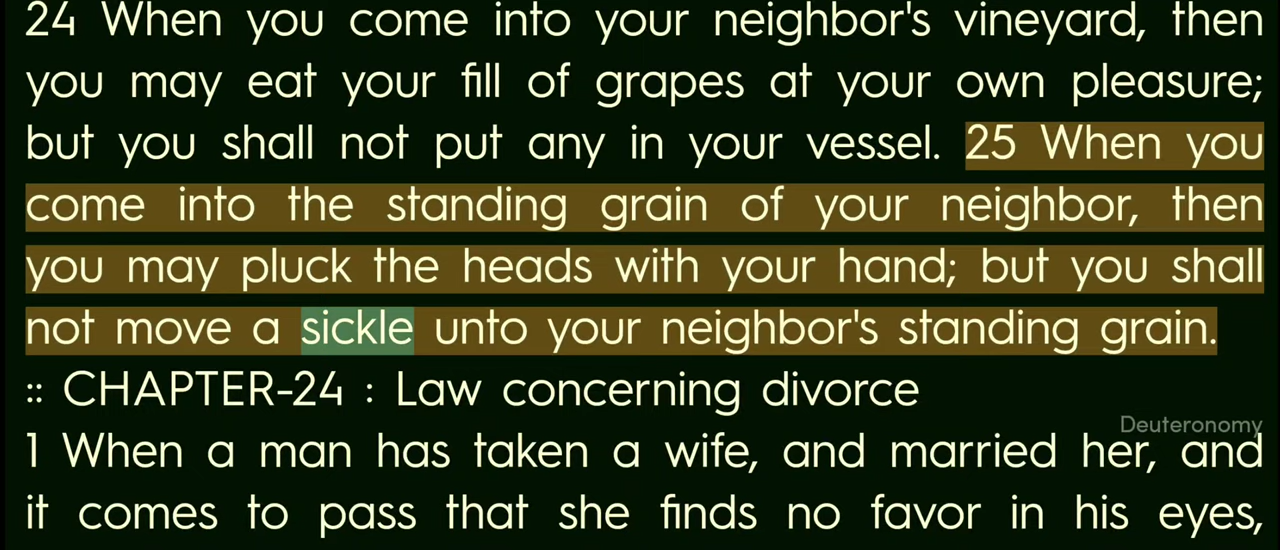 24 When you come into your neighbor's vineyard, then
you may eat your fill of grapes at your own pleasure;
but you shall not put any in your vessel. 25 When you
come into the standing grain of your neighbor, then
you may pluck the heads with your hand; but you shall
not move a sickle unto your neighbor's standing grain.
:: CHAPTER-24 : Law concerning divorce
Deuteronomy
1 When a man has taken a wife, and married her, and
it comes to pass that she finds no favor in his eyes,